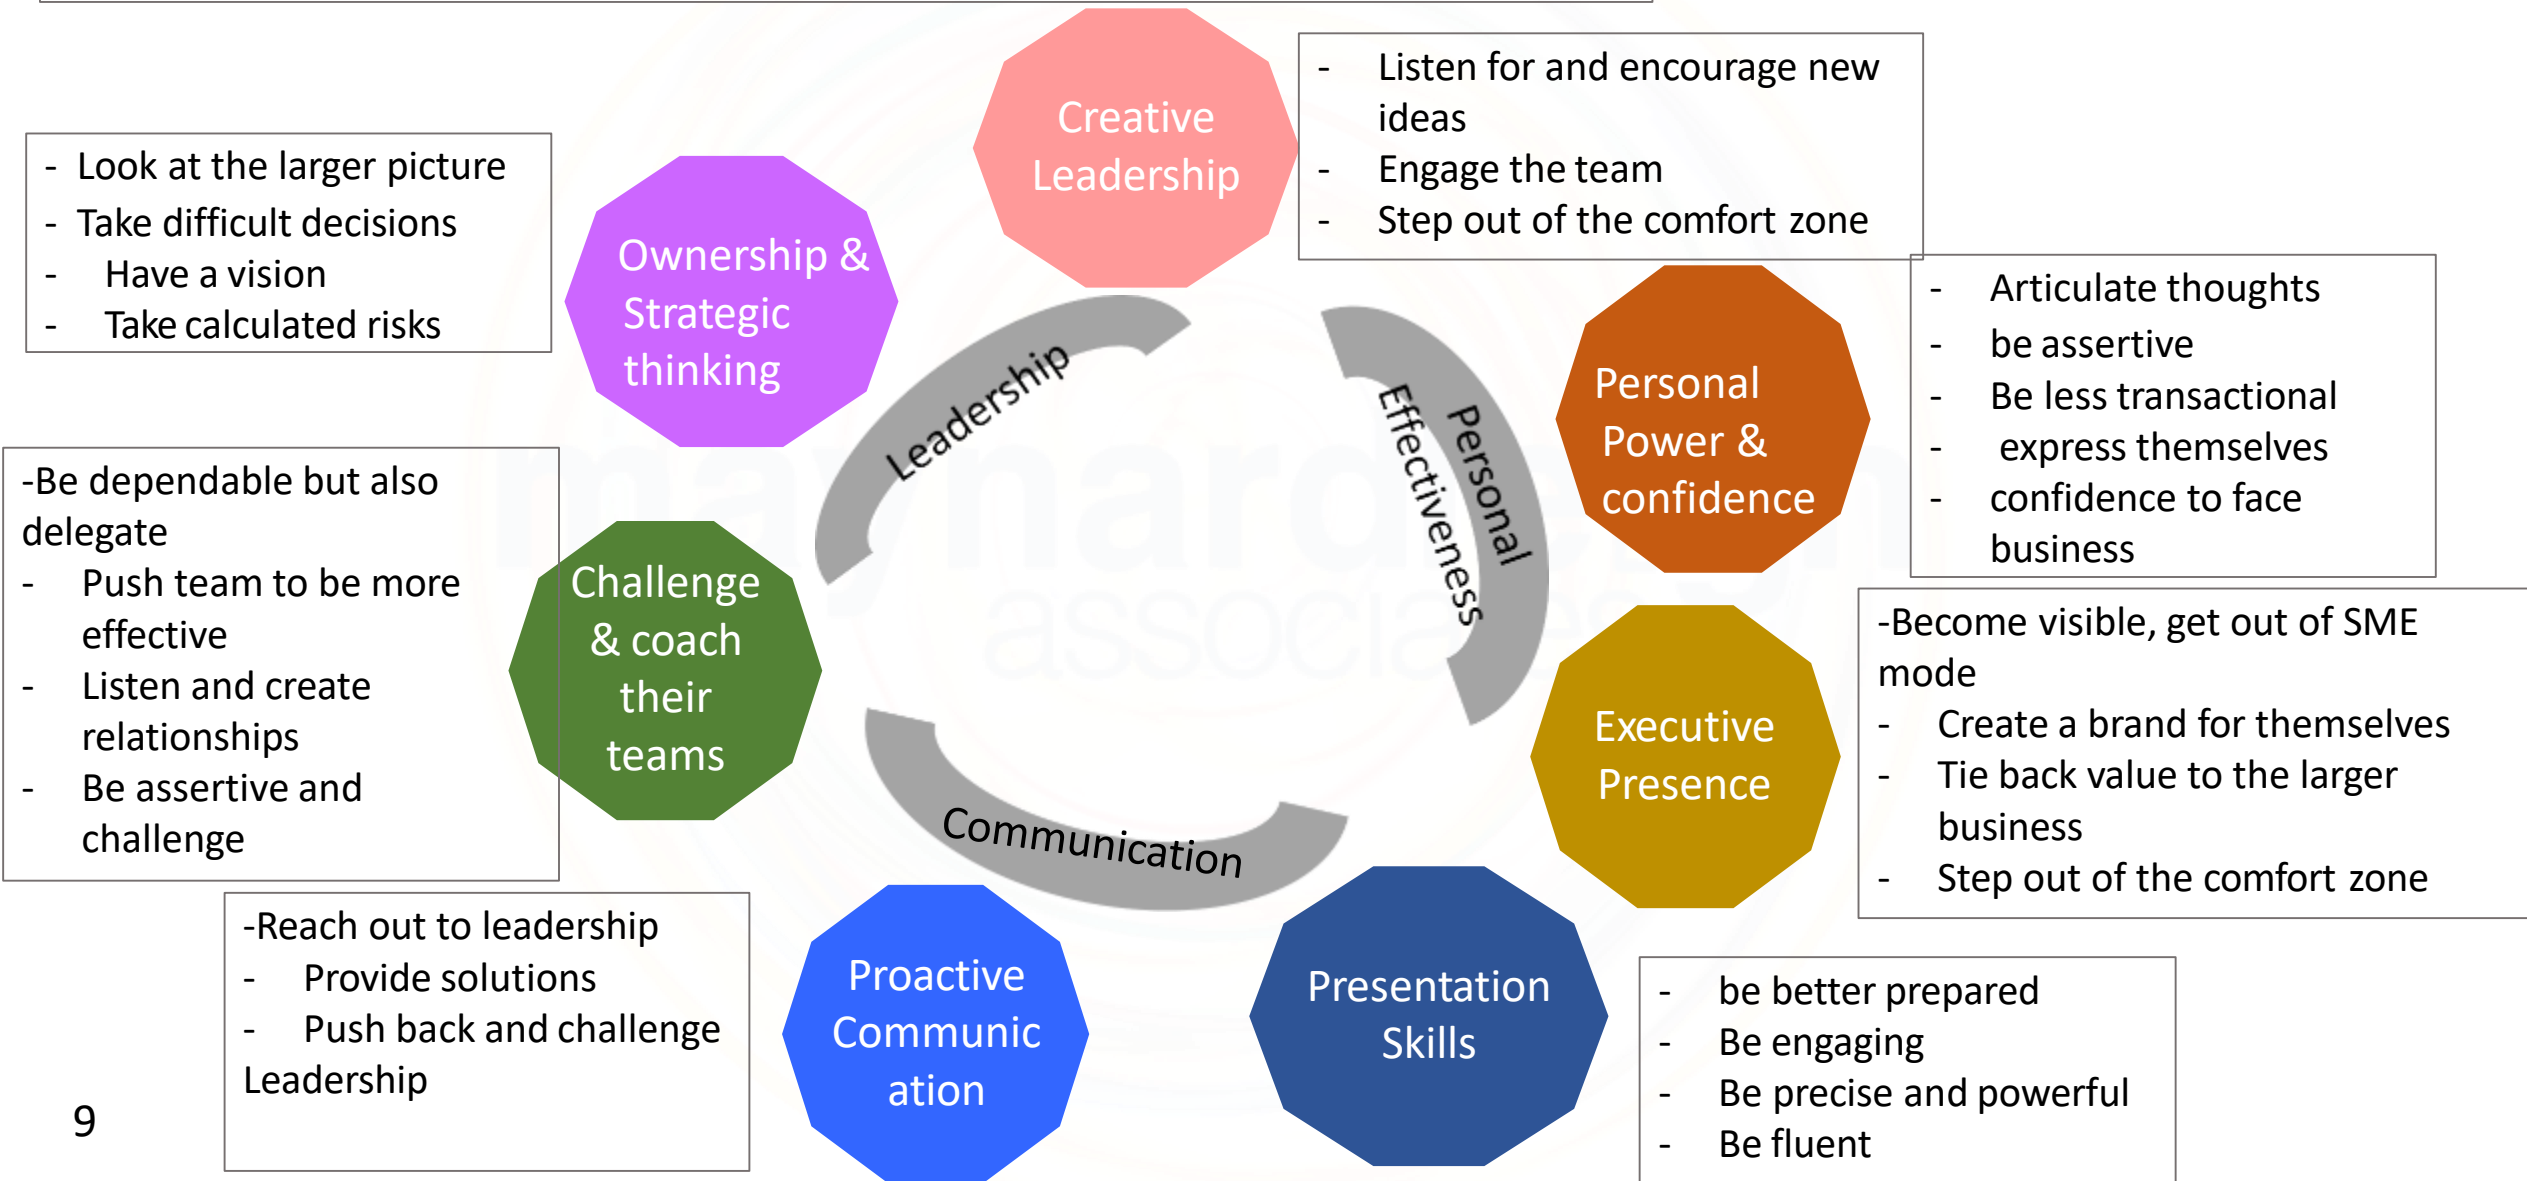 Creative
Leadership
- Listen for and encourage new
ideas
- Engage the team
- Step out of the comfort zone
- Look at the larger picture
- Take difficult decisions
- Have a vision
- Take calculated risks
Ownership &
Strategic
thinking
Leadership
Personal
Effectiveness
Personal
Power &
confidence
- Articulate thoughts
- be assertive
- Be less transactional
- express themselves
- confidence to face
business
-Be dependable but also
delegate
- Push team to be more
effective
- Listen and create
relationships
- Be assertive and
challenge
Challenge
& coach
their
teams
Executive
Presence
-Become visible, get out of SME
mode
- Create a brand for themselves
- Tie back value to the larger
business
- Step out of the comfort zone
Communication
-Reach out to leadership
- Provide solutions
- Push back and challenge
Leadership
Proactive
Communic
ation
Presentation
Skills
- be better prepared
- Be engaging
- Be precise and powerful
- Be fluent
9
associates